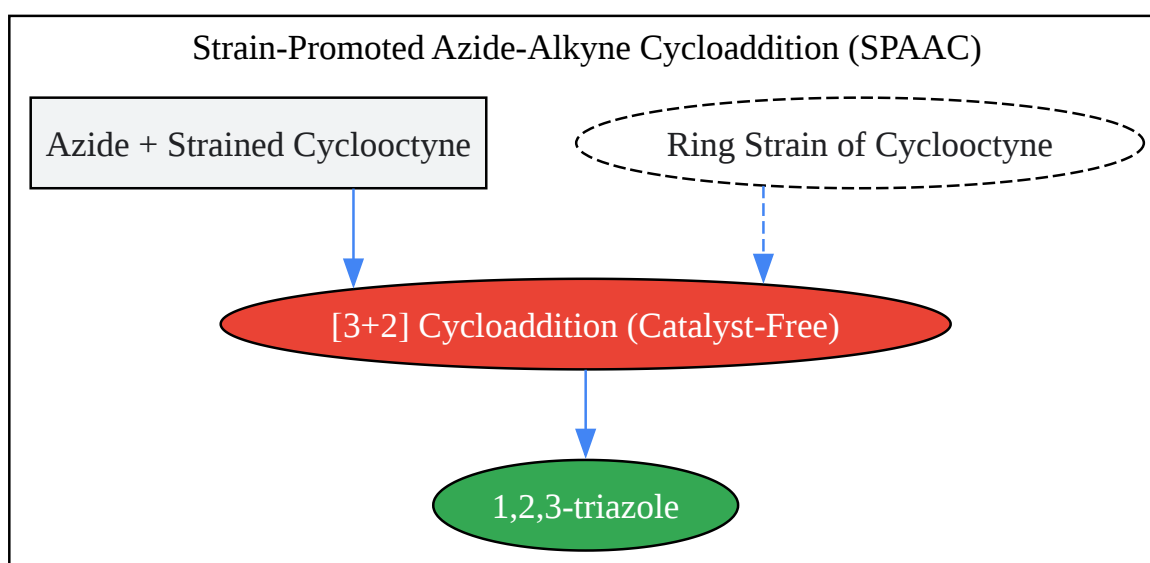 Strain-Promoted Azide-Alkyne Cycloaddition (SPAAC)
Azide + Strained Cyclooctyne
Ring Strain of Cyclooctyne
[3+2] Cycloaddition (Catalyst-Free)
1,2,3-triazole